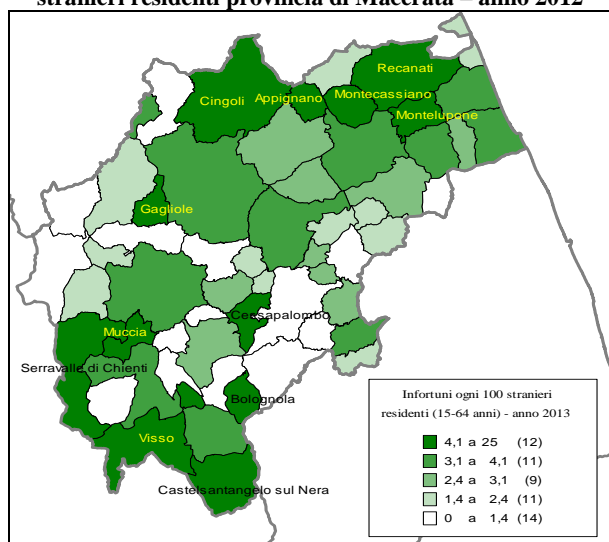 stranieri residenti provincia di Macerata – anno 2012
Recanati
Cingoli
Appignano
Montecassiano
Montelupone
Gagliole
Cessapalombo
Muccia
Serravalle di Chienti
Bolognola
Visso
Castelsantangelo sul Nera
Infortuni ogni 100 stranieri
residenti (15-64 anni) - anno 2013
4,1 a 25 (12)
3,1 a 4,1 (11)
2,4 a 3,1 (9)
1,4 a 2,4 (11)
0 a 1,4 (14)